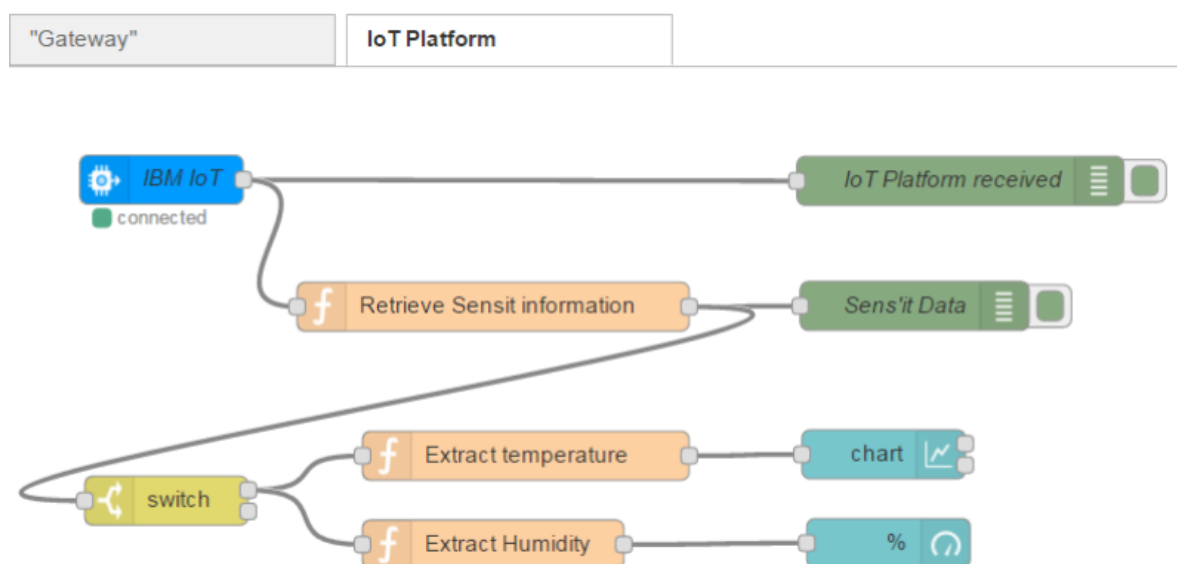 "Gateway"
IoT Platform
IBM IoT
IoT Platform received
connected
Retrieve Sensit information
Sens'it Data
Extract temperature
chart
switch
Extract Humidity
%